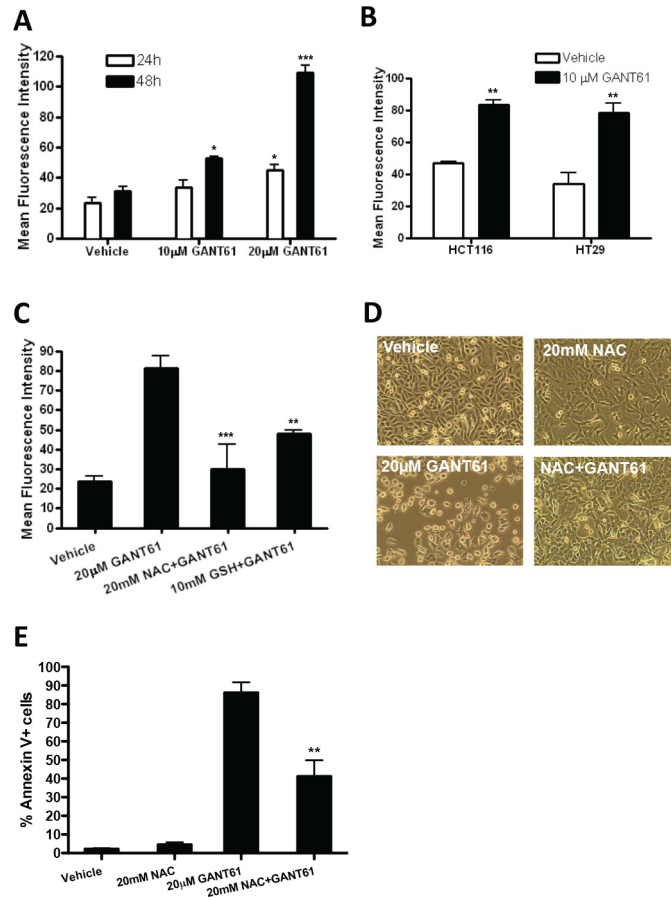 A
Mean Fluorescence Intensity
120
100
80
60
40
20
0
24h
48h
*
*
***
Vehicle
10µM GANT61
20µM GANT61
B
Mean Fluorescence Intensity
100
80
60
40
20
0
Vehicle
10 µM GANT61
**
**
HCT116
HT29
C
Mean Fluorescence Intensity
90
80
70
60
50
40
30
20
10
0
***
**
Vehicle
20µM GANT61
20mM NAC+GANT61
10mM GSH+GANT61
D
Vehicle
20mM NAC
20µM GANT61
NAC+GANT61
E
% Annexin V+ cells
100
90
80
70
60
50
40
30
20
10
0
**
Vehicle
20mM NAC
20µM GANT61
20mM NAC+GANT61